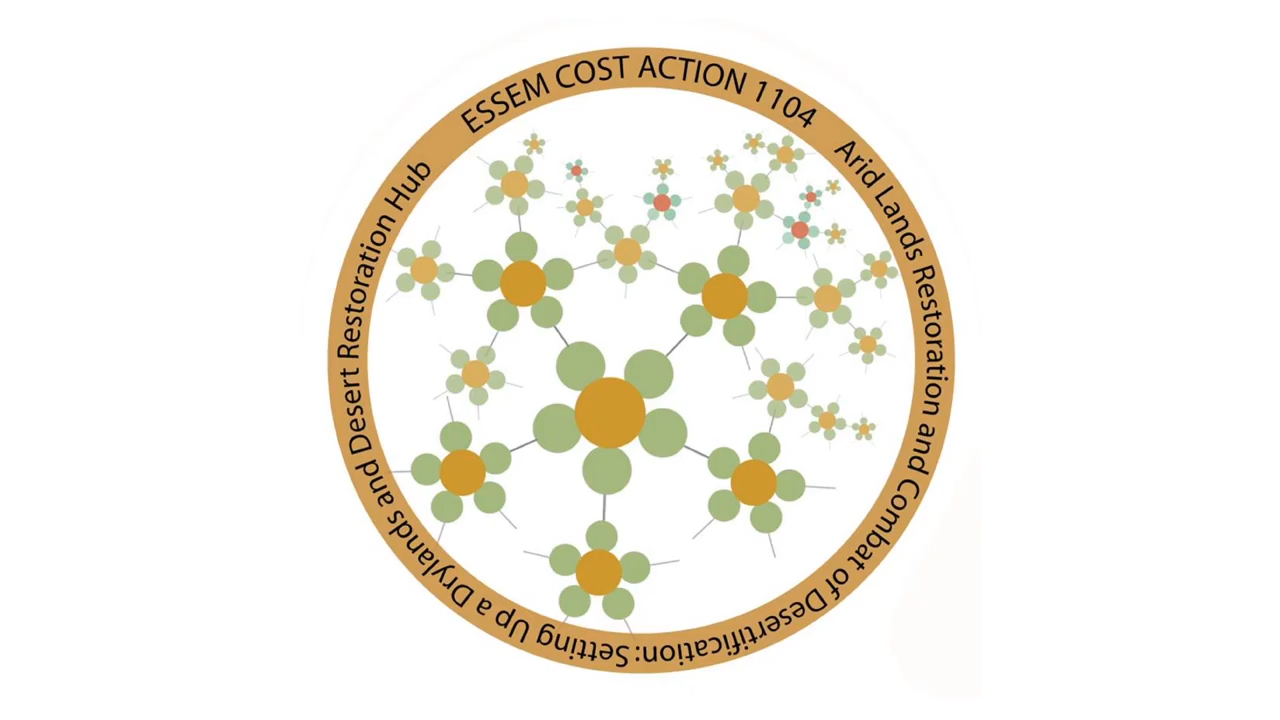 ESSEM COST ACTION 1104
Arid Lands Restoration and Combat of Desertification: Setting Up a Drylands and Desert Restoration Hub